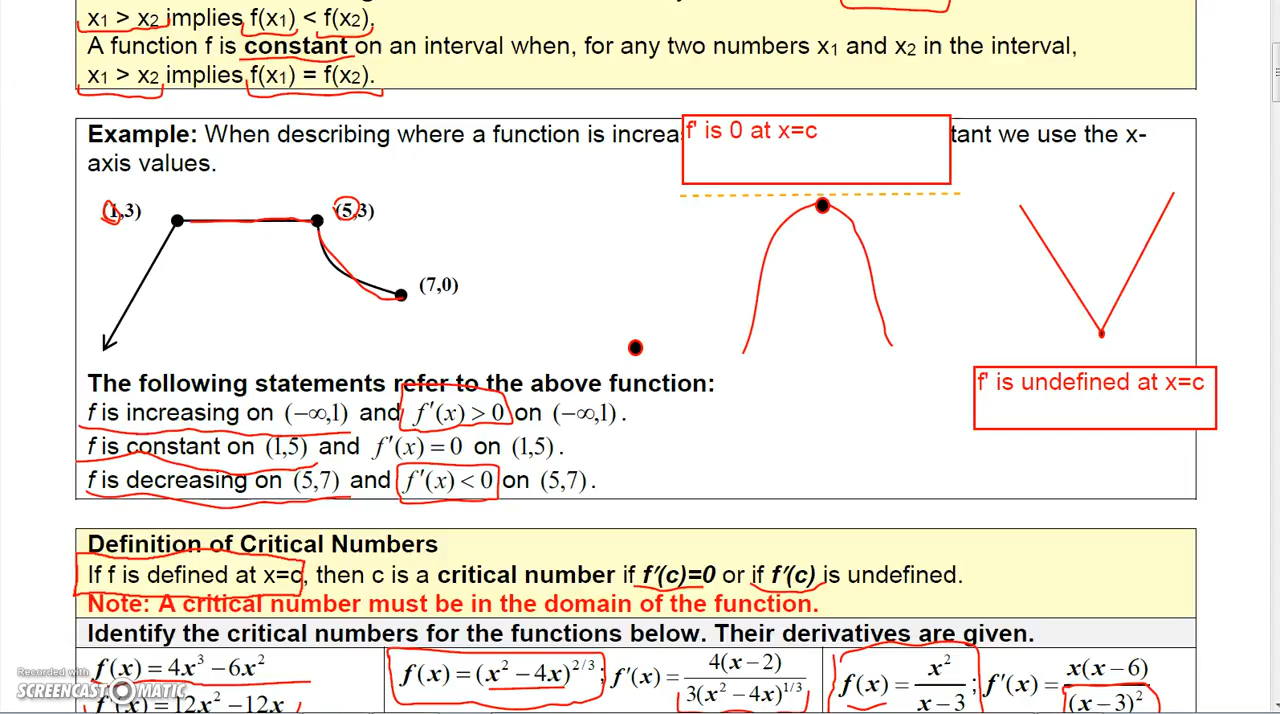 x₁ > x₂ implies f(x₁) < f(x₂).
A function f is constant on an interval when, for any two numbers x₁ and x₂ in the interval,
x₁ > x₂ implies f(x₁) = f(x₂).
Example: When describing where a function is increa tant we use the x-
axis values.
f' is 0 at x=c
1,3)
(5,3)
(7,0)
f' is undefined at x=c
The following statements refer to the above function:
f is increasing on (−∞,1) and f′(x) > 0 on (−∞,1).
f is constant on (1,5) and f′(x) = 0 on (1,5).
f is decreasing on (5,7) and f′(x) < 0 on (5,7).
Definition of Critical Numbers
If f is defined at x=c, then c is a critical number if f′(c)=0 or if f′(c) is undefined.
Note: A critical number must be in the domain of the function.
Identify the critical numbers for the functions below. Their derivatives are given.
f(x) = 4x³ −6x²
f′(x) = 12x² −12x
f(x) = (x² −4x)^2/3; f′(x) = 4(x−2) / 3(x² −4x)^1/3
f(x) = x² / x−3; f′(x) = x(x−6) / (x−3)²
Recorded with
SCREENCAST MATIC